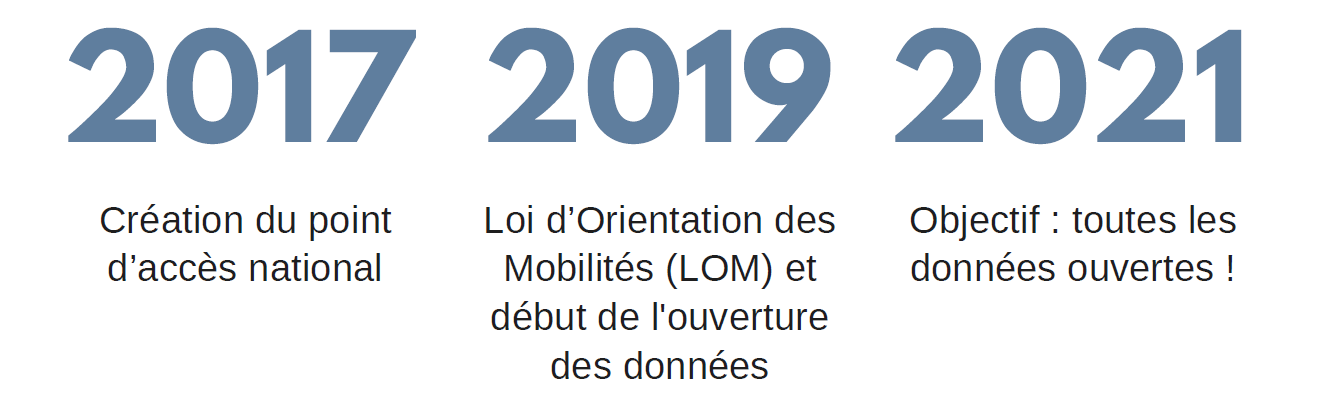 2017
Création du point
d’accès national
2019
Loi d’Orientation des
Mobilités (LOM) et
début de l'ouverture
des données
2021
Objectif : toutes les
données ouvertes !